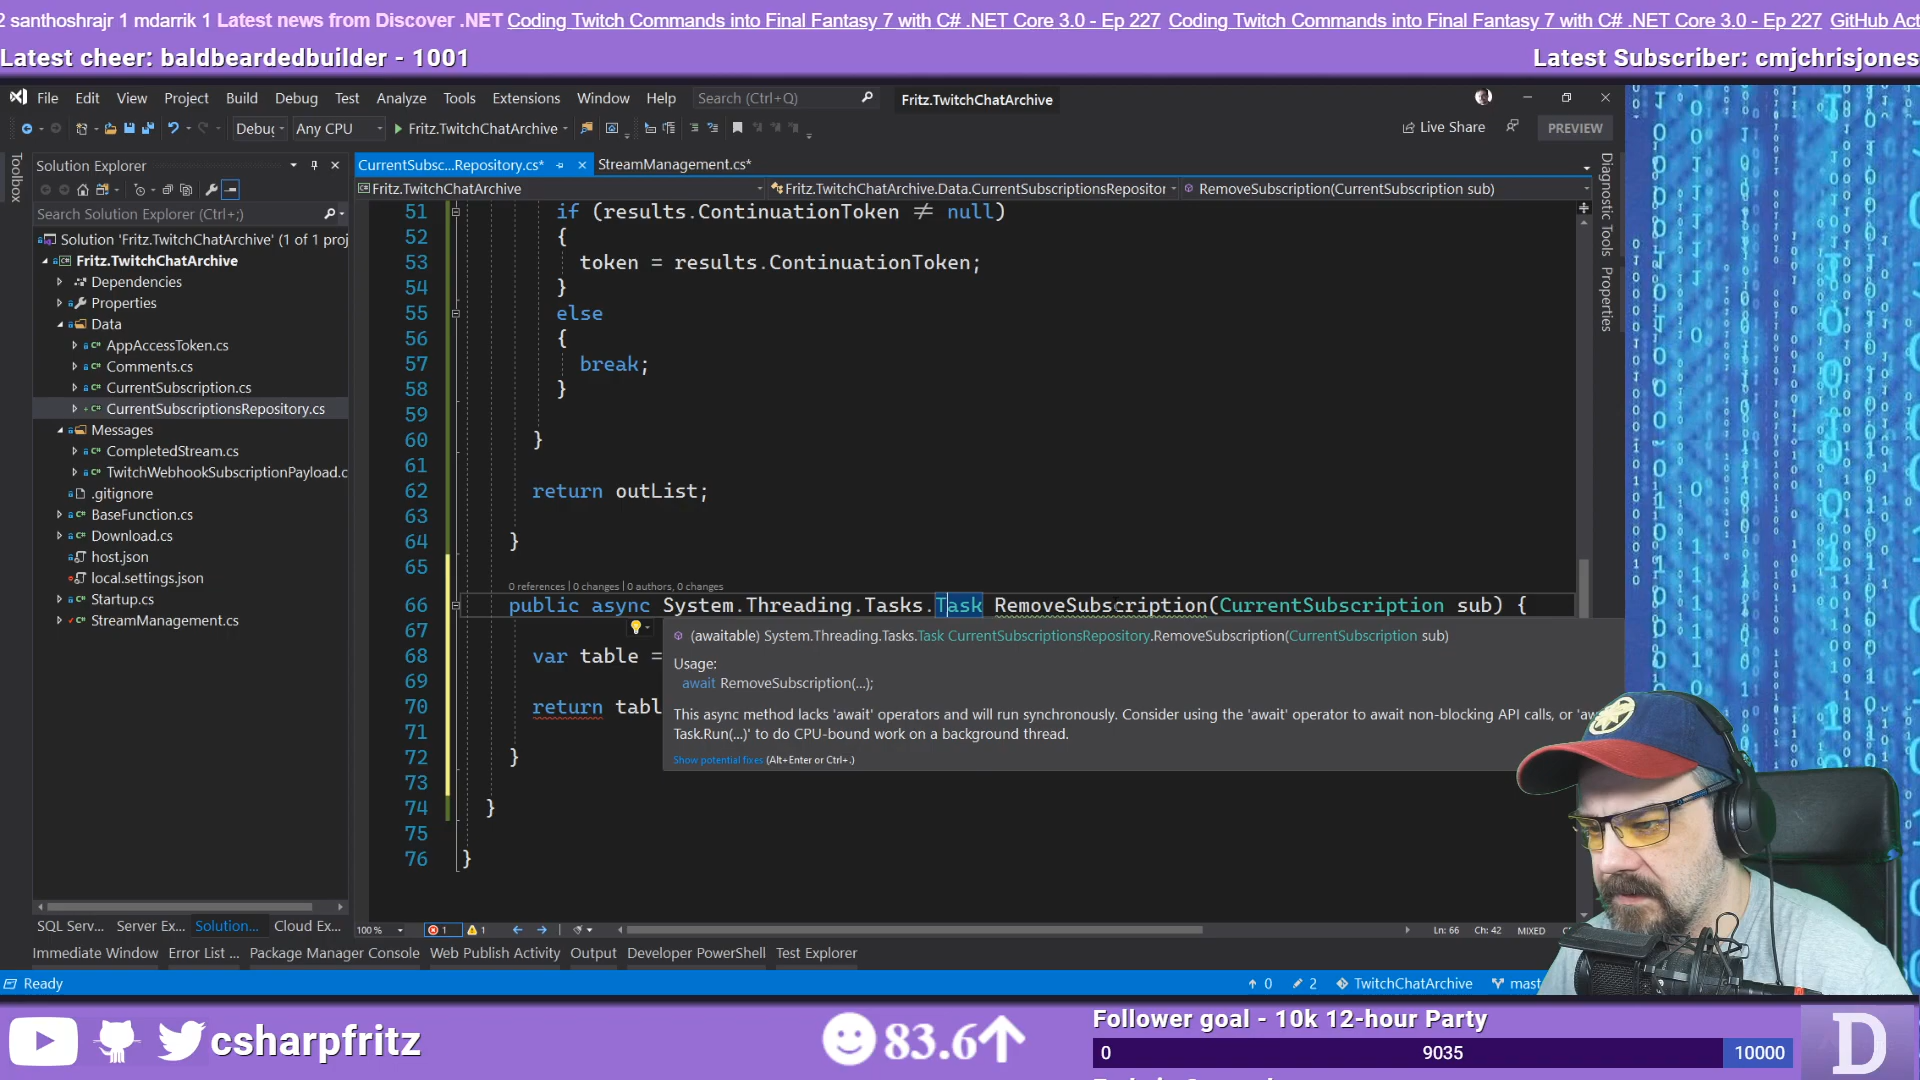 2 santhoshrajr 1 mdarrik 1 Latest news from Discover .NET Coding Twitch Commands into Final Fantasy 7 with C# .NET Core 3.0 - Ep 227 Coding Twitch Commands into Final Fantasy 7 with C# .NET Core 3.0 - Ep 227 GitHub Act
Latest cheer: baldbeardedbuilder - 1001 Latest Subscriber: cmjchrisjones
File Edit View Project Build Debug Test Analyze Tools Extensions Window Help Search (Ctrl+Q) Fritz.TwitchChatArchive
Debug Any CPU Fritz.TwitchChatArchive Live Share PREVIEW
Toolbox
Solution Explorer
Search Solution Explorer (Ctrl+;)
Solution 'Fritz.TwitchChatArchive' (1 of 1 proj
Fritz.TwitchChatArchive
Dependencies
Properties
Data
AppAccessToken.cs
Comments.cs
CurrentSubscription.cs
CurrentSubscriptionsRepository.cs
Messages
CompletedStream.cs
TwitchWebhookSubscriptionPayload.c
.gitignore
BaseFunction.cs
Download.cs
host.json
local.settings.json
Startup.cs
StreamManagement.cs
SQL Serv... Server Ex... Solution... Cloud Ex...
CurrentSubsc...Repository.cs* StreamManagement.cs*
Fritz.TwitchChatArchive Fritz.TwitchChatArchive.Data.CurrentSubscriptionsRepositor RemoveSubscription(CurrentSubscription sub)
51 if (results.ContinuationToken ≠ null)
52 {
53 token = results.ContinuationToken;
54 }
55 else
56 {
57 break;
58 }
59
60 }
61
62 return outList;
63
64 }
65
0 references | 0 changes | 0 authors, 0 changes
66 public async System.Threading.Tasks.Task RemoveSubscription(CurrentSubscription sub) {
67
68 var table =
69
70 return tabl
71
72 }
73
74 }
75
76 }
(awaitable) System.Threading.Tasks.Task CurrentSubscriptionsRepository.RemoveSubscription(CurrentSubscription sub)
Usage:
await RemoveSubscription(...);
This async method lacks 'await' operators and will run synchronously. Consider using the 'await' operator to await non-blocking API calls, or 'aw
Task.Run(...)' to do CPU-bound work on a background thread.
Show potential fixes (Alt+Enter or Ctrl+.)
Diagnostic Tools
Properties
100 % 1 1 Ln: 66 Ch: 42 MIXED
Immediate Window Error List ... Package Manager Console Web Publish Activity Output Developer PowerShell Test Explorer
Ready 0 2 TwitchChatArchive mast
csharpfritz 83.6 Follower goal - 10k 12-hour Party
0 9035 10000
D